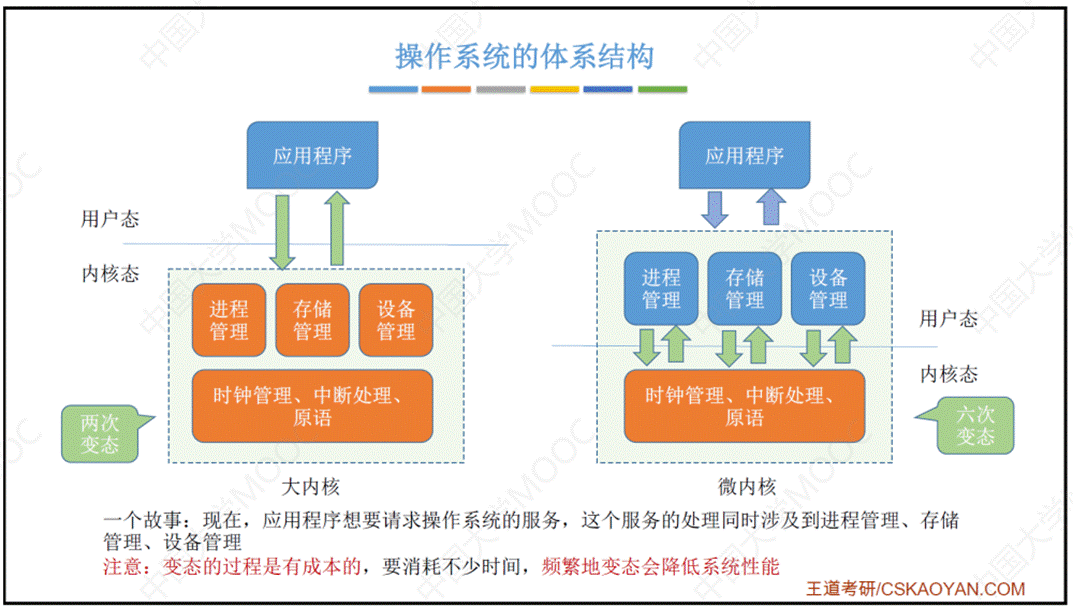 操作系统的体系结构
应用程序
用户态
内核态
进程
管理
存储
管理
设备
管理
时钟管理、中断处理、
原语
两次
变态
大内核
应用程序
进程
管理
存储
管理
设备
管理
用户态
内核态
时钟管理、中断处理、
原语
六次
变态
微内核
一个故事：现在，应用程序想要请求操作系统的服务，这个服务的处理同时涉及到进程管理、存储
管理、设备管理
注意：变态的过程是有成本的，要消耗不少时间，频繁地变态会降低系统性能
王道考研/CSKAOYAN.COM
中国大学MOOC